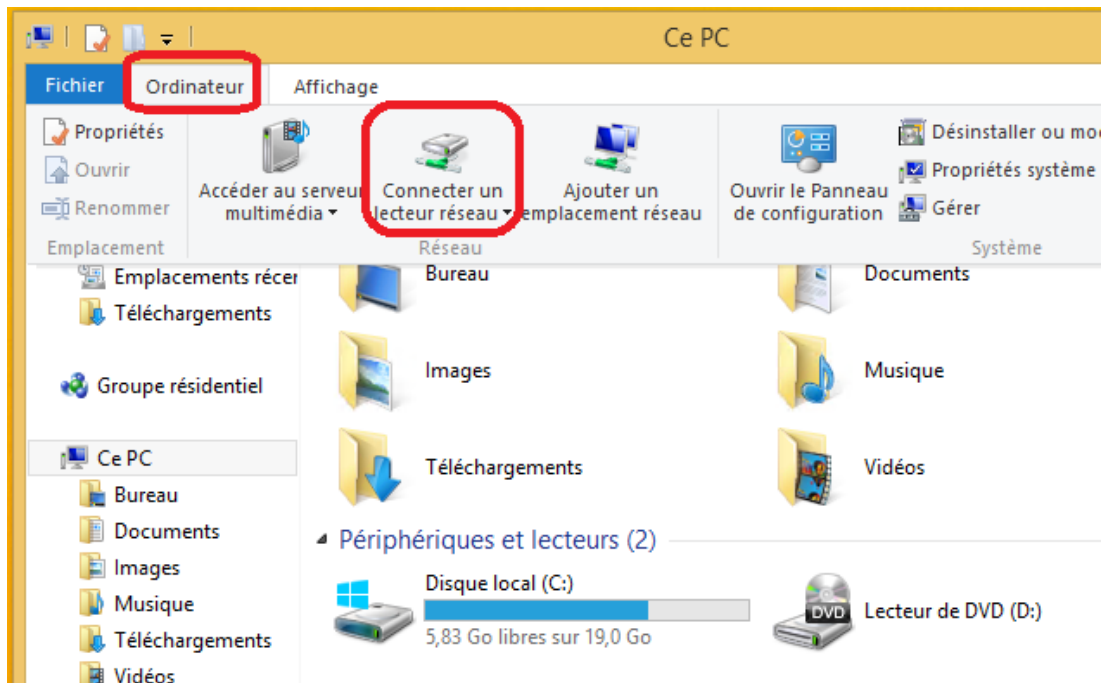 Ce PC
Fichier Ordinateur Affichage
Propriétés
Ouvrir
Renommer
Emplacement
Accéder au serveur
multimédia
Connecter un
lecteur réseau
Ajouter un
emplacement réseau
Réseau
Ouvrir le Panneau
de configuration
Désinstaller ou mo
Propriétés système
Gérer
Système
Emplacements récer
Téléchargements
Groupe résidentiel
Ce PC
Bureau
Documents
Images
Musique
Téléchargements
Vidéos
Bureau
Documents
Images
Musique
Téléchargements
Vidéos
Périphériques et lecteurs (2)
Disque local (C:)
5,83 Go libres sur 19,0 Go
DVD
Lecteur de DVD (D:)